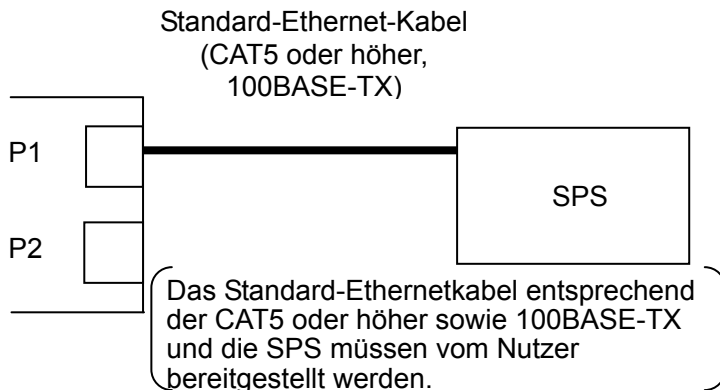 Standard-Ethernet-Kabel
(CAT5 oder höher,
100BASE-TX)
P1
SPS
P2
Das Standard-Ethernetkabel entsprechend
der CAT5 oder höher sowie 100BASE-TX
und die SPS müssen vom Nutzer
bereitgestellt werden.